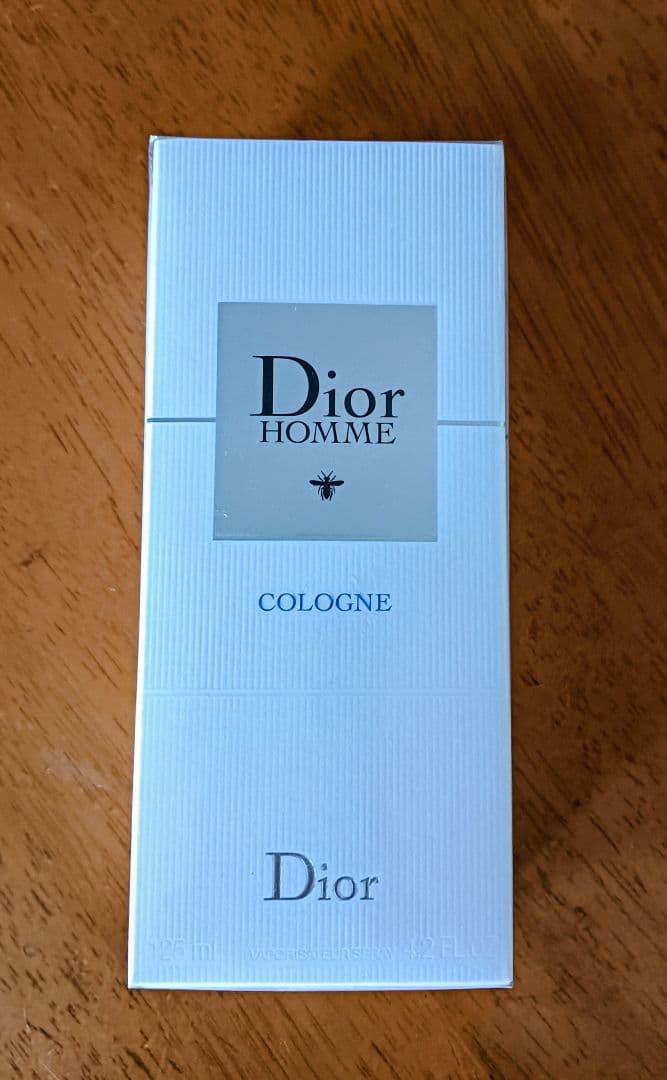 Dior
HOMME
COLOGNE
Dior
125 ml VAPORISATEUR SPRAY 4.2 FL.OZ